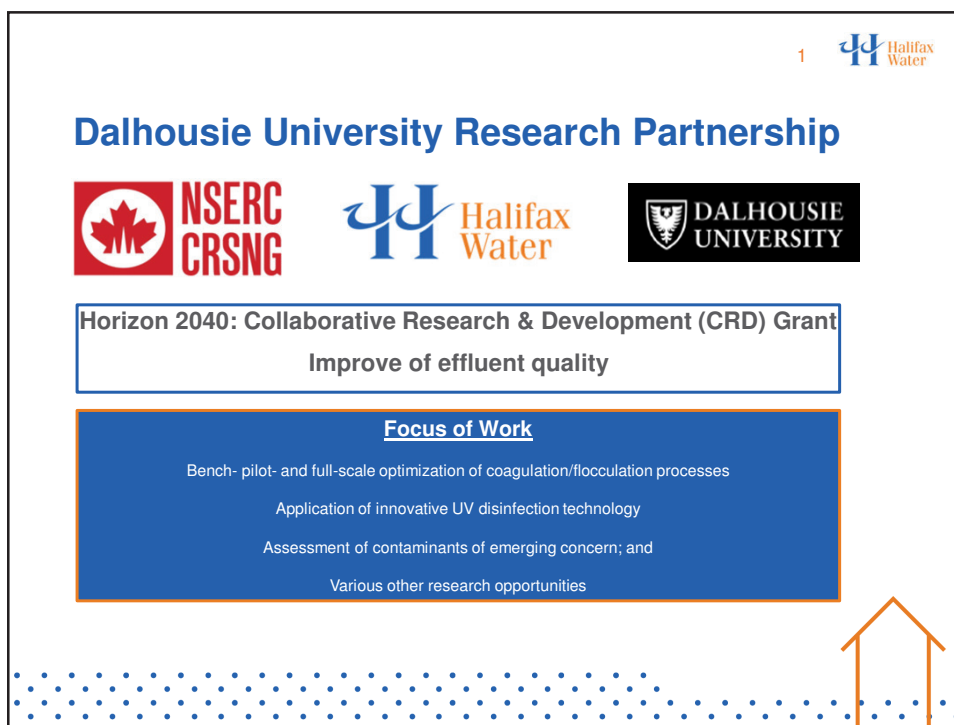 1
Halifax
Water
Dalhousie University Research Partnership
NSERC
CRSNG
Halifax
Water
DALHOUSIE
UNIVERSITY
Horizon 2040: Collaborative Research & Development (CRD) Grant
Improve of effluent quality
Focus of Work
Bench- pilot- and full-scale optimization of coagulation/flocculation processes
Application of innovative UV disinfection technology
Assessment of contaminants of emerging concern; and
Various other research opportunities